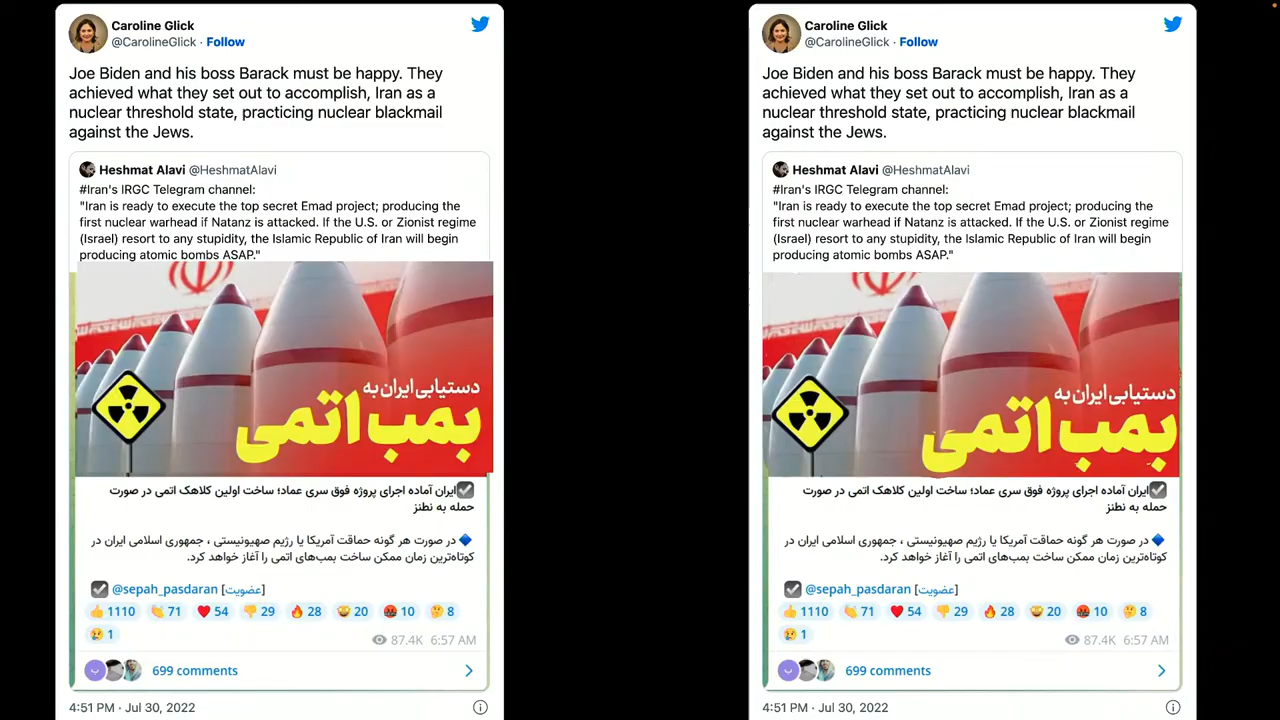 Caroline Glick
@CarolineGlick · Follow
Joe Biden and his boss Barack must be happy. They
achieved what they set out to accomplish, Iran as a
nuclear threshold state, practicing nuclear blackmail
against the Jews.
Heshmat Alavi @HeshmatAlavi
#Iran's IRGC Telegram channel:
"Iran is ready to execute the top secret Emad project; producing the
first nuclear warhead if Natanz is attacked. If the U.S. or Zionist regime
(Israel) resort to any stupidity, the Islamic Republic of Iran will begin
producing atomic bombs ASAP."
دستیابی ایران به
بمب اتمی
ایران آماده اجرای پروژه فوق سری عماد؛ ساخت اولین کلاهک اتمی در صورت
حمله به نطنز
در صورت هر گونه حماقت آمریکا یا رژیم صهیونیستی ، جمهوری اسلامی ایران در
کوتاه‌ترین زمان ممکن ساخت بمب‌های اتمی را آغاز خواهد کرد.
@sepah_pasdaran [عضویت]
👍 1110 👏 71 ❤️ 54 👎 29 🔥 28 😁 20 🤬 10 🤔 8
😢 1
87.4K 6:57 AM
ب
699 comments
4:51 PM · Jul 30, 2022
Caroline Glick
@CarolineGlick · Follow
Joe Biden and his boss Barack must be happy. They
achieved what they set out to accomplish, Iran as a
nuclear threshold state, practicing nuclear blackmail
against the Jews.
Heshmat Alavi @HeshmatAlavi
#Iran's IRGC Telegram channel:
"Iran is ready to execute the top secret Emad project; producing the
first nuclear warhead if Natanz is attacked. If the U.S. or Zionist regime
(Israel) resort to any stupidity, the Islamic Republic of Iran will begin
producing atomic bombs ASAP."
دستیابی ایران به
بمب اتمی
ایران آماده اجرای پروژه فوق سری عماد؛ ساخت اولین کلاهک اتمی در صورت
حمله به نطنز
در صورت هر گونه حماقت آمریکا یا رژیم صهیونیستی ، جمهوری اسلامی ایران در
کوتاه‌ترین زمان ممکن ساخت بمب‌های اتمی را آغاز خواهد کرد.
@sepah_pasdaran [عضویت]
👍 1110 👏 71 ❤️ 54 👎 29 🔥 28 😁 20 🤬 10 🤔 8
😢 1
87.4K 6:57 AM
ب
699 comments
4:51 PM · Jul 30, 2022